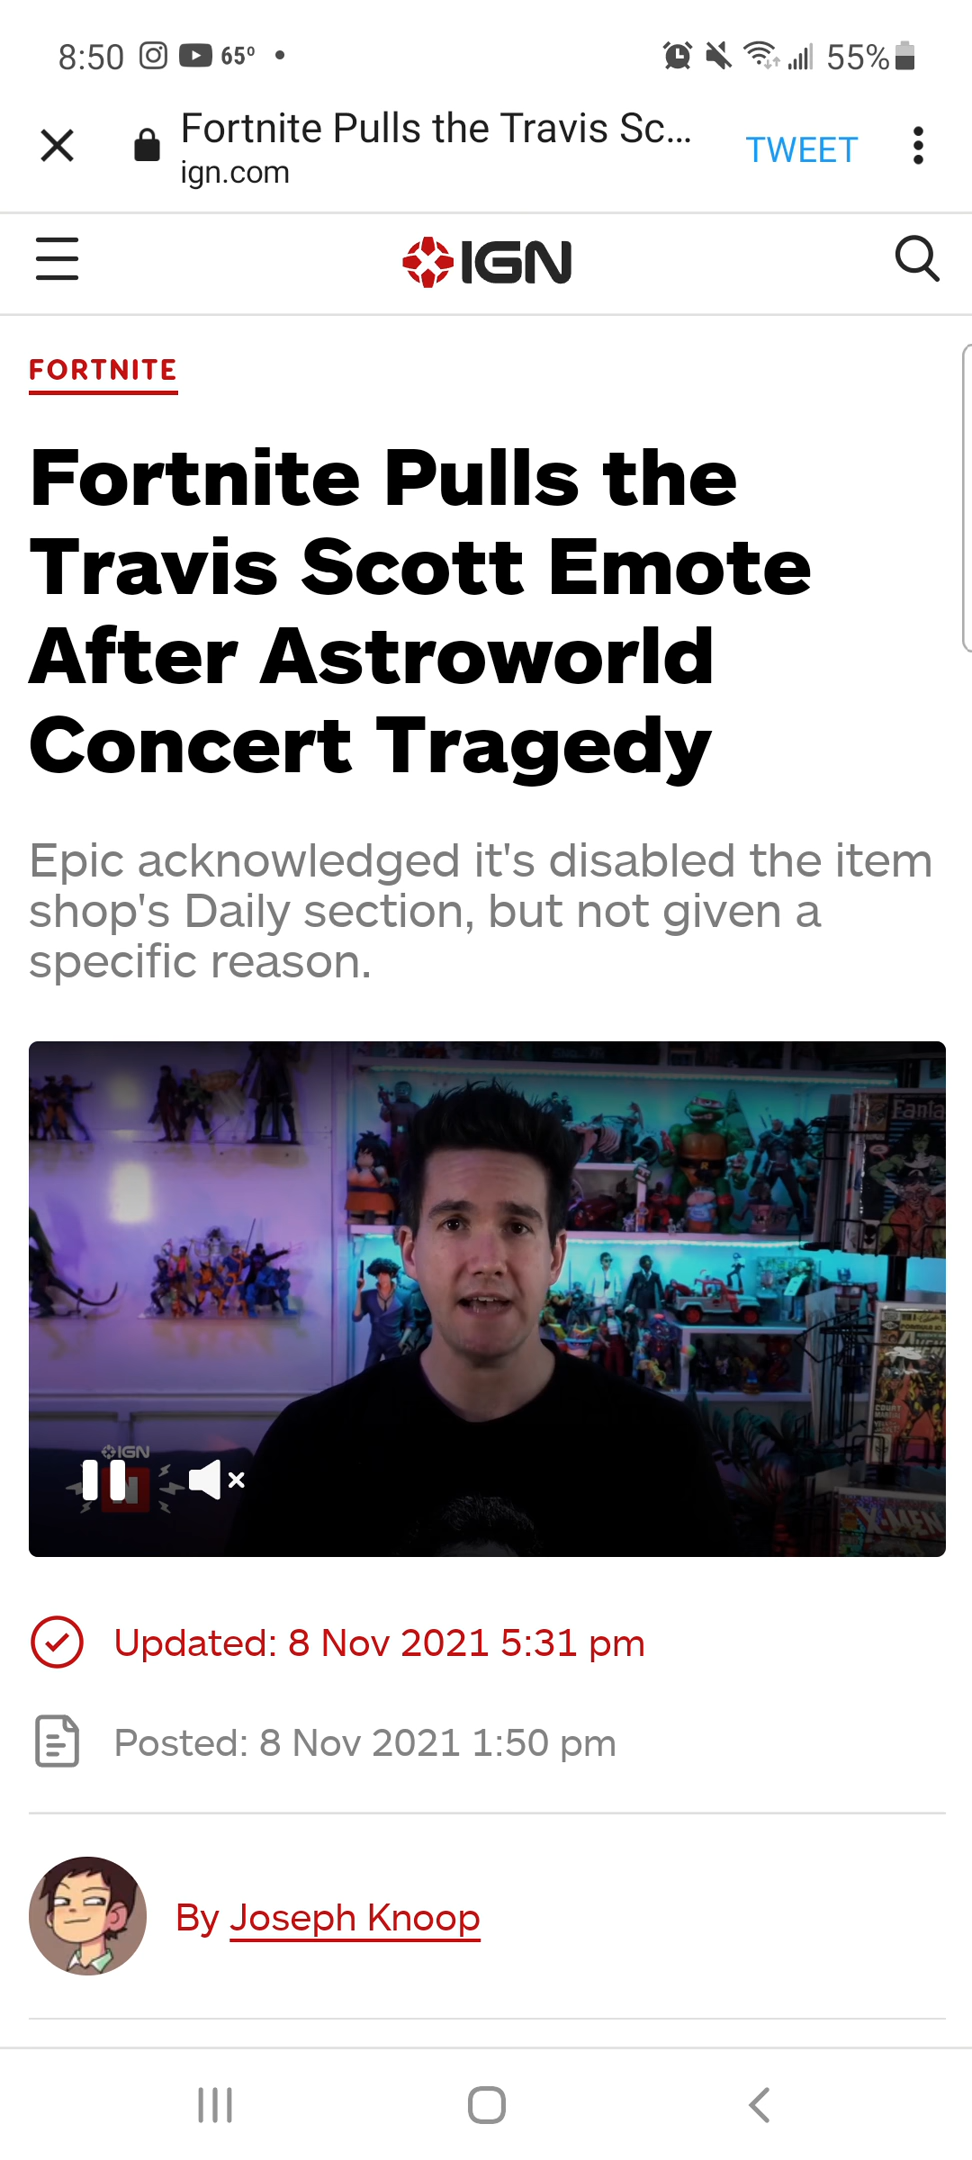 8:50 65° 55%
Fortnite Pulls the Travis Sc...
ign.com
TWEET
IGN
FORTNITE
Fortnite Pulls the
Travis Scott Emote
After Astroworld
Concert Tragedy
Epic acknowledged it's disabled the item
shop's Daily section, but not given a
specific reason.
Fanta
IGN
X-MEN
Updated: 8 Nov 2021 5:31 pm
Posted: 8 Nov 2021 1:50 pm
By Joseph Knoop